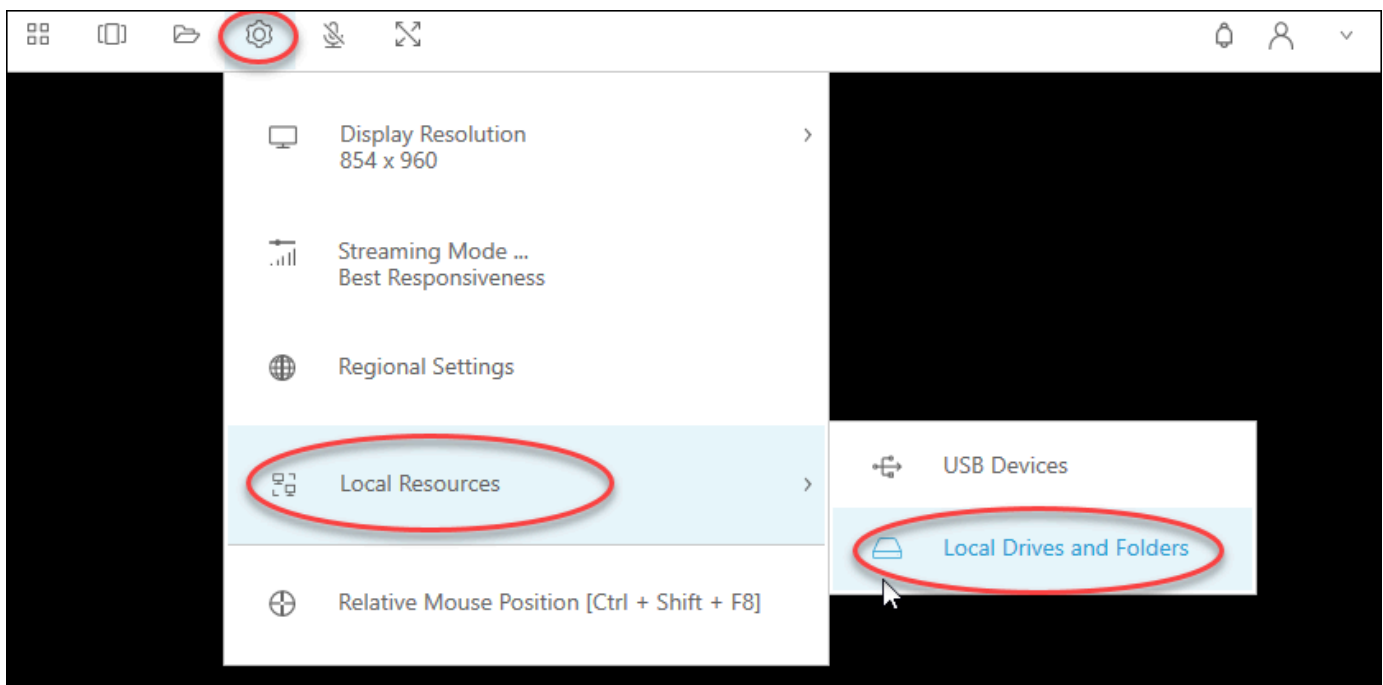 Display Resolution
854 x 960
Streaming Mode ...
Best Responsiveness
Regional Settings
Local Resources
USB Devices
Local Drives and Folders
Relative Mouse Position [Ctrl + Shift + F8]